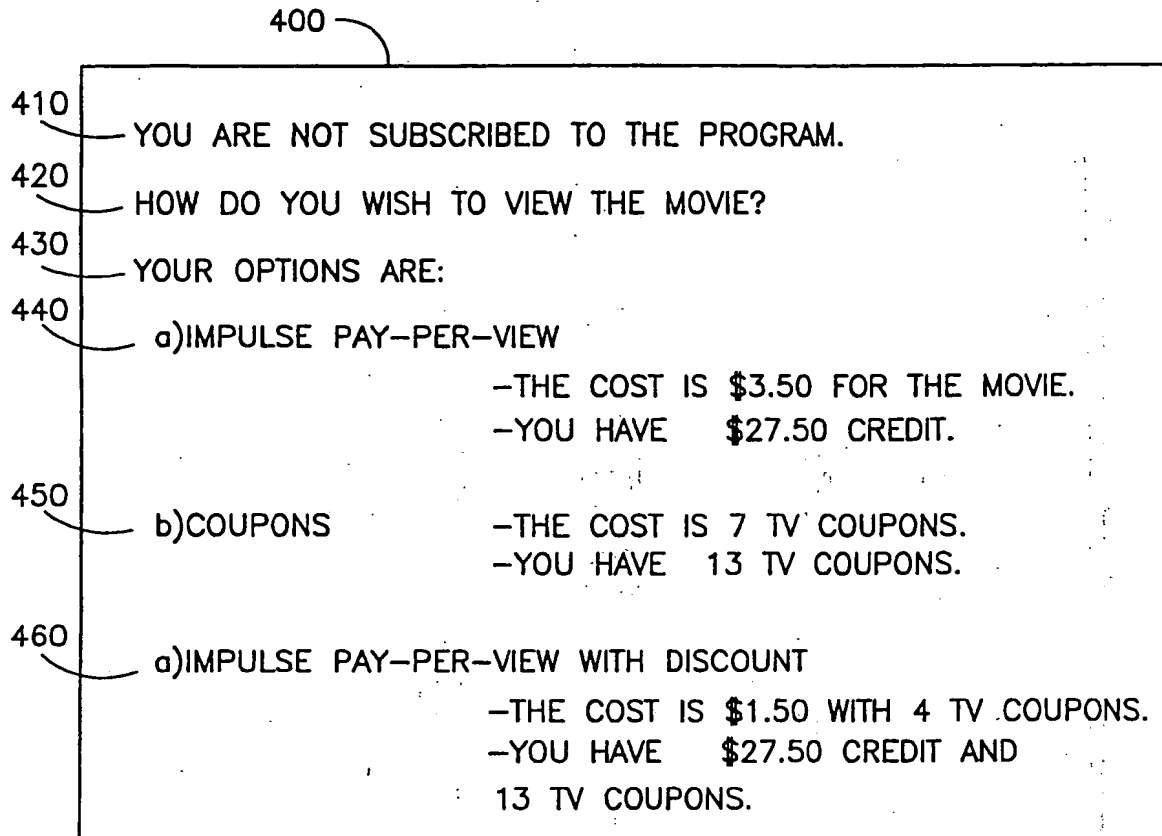 400
410
YOU ARE NOT SUBSCRIBED TO THE PROGRAM.
420
HOW DO YOU WISH TO VIEW THE MOVIE?
430
YOUR OPTIONS ARE:
440
a)IMPULSE PAY-PER-VIEW
-THE COST IS $3.50 FOR THE MOVIE.
-YOU HAVE $27.50 CREDIT.
450
b)COUPONS -THE COST IS 7 TV COUPONS.
-YOU HAVE 13 TV COUPONS.
460
a)IMPULSE PAY-PER-VIEW WITH DISCOUNT
-THE COST IS $1.50 WITH 4 TV COUPONS.
-YOU HAVE $27.50 CREDIT AND
13 TV COUPONS.